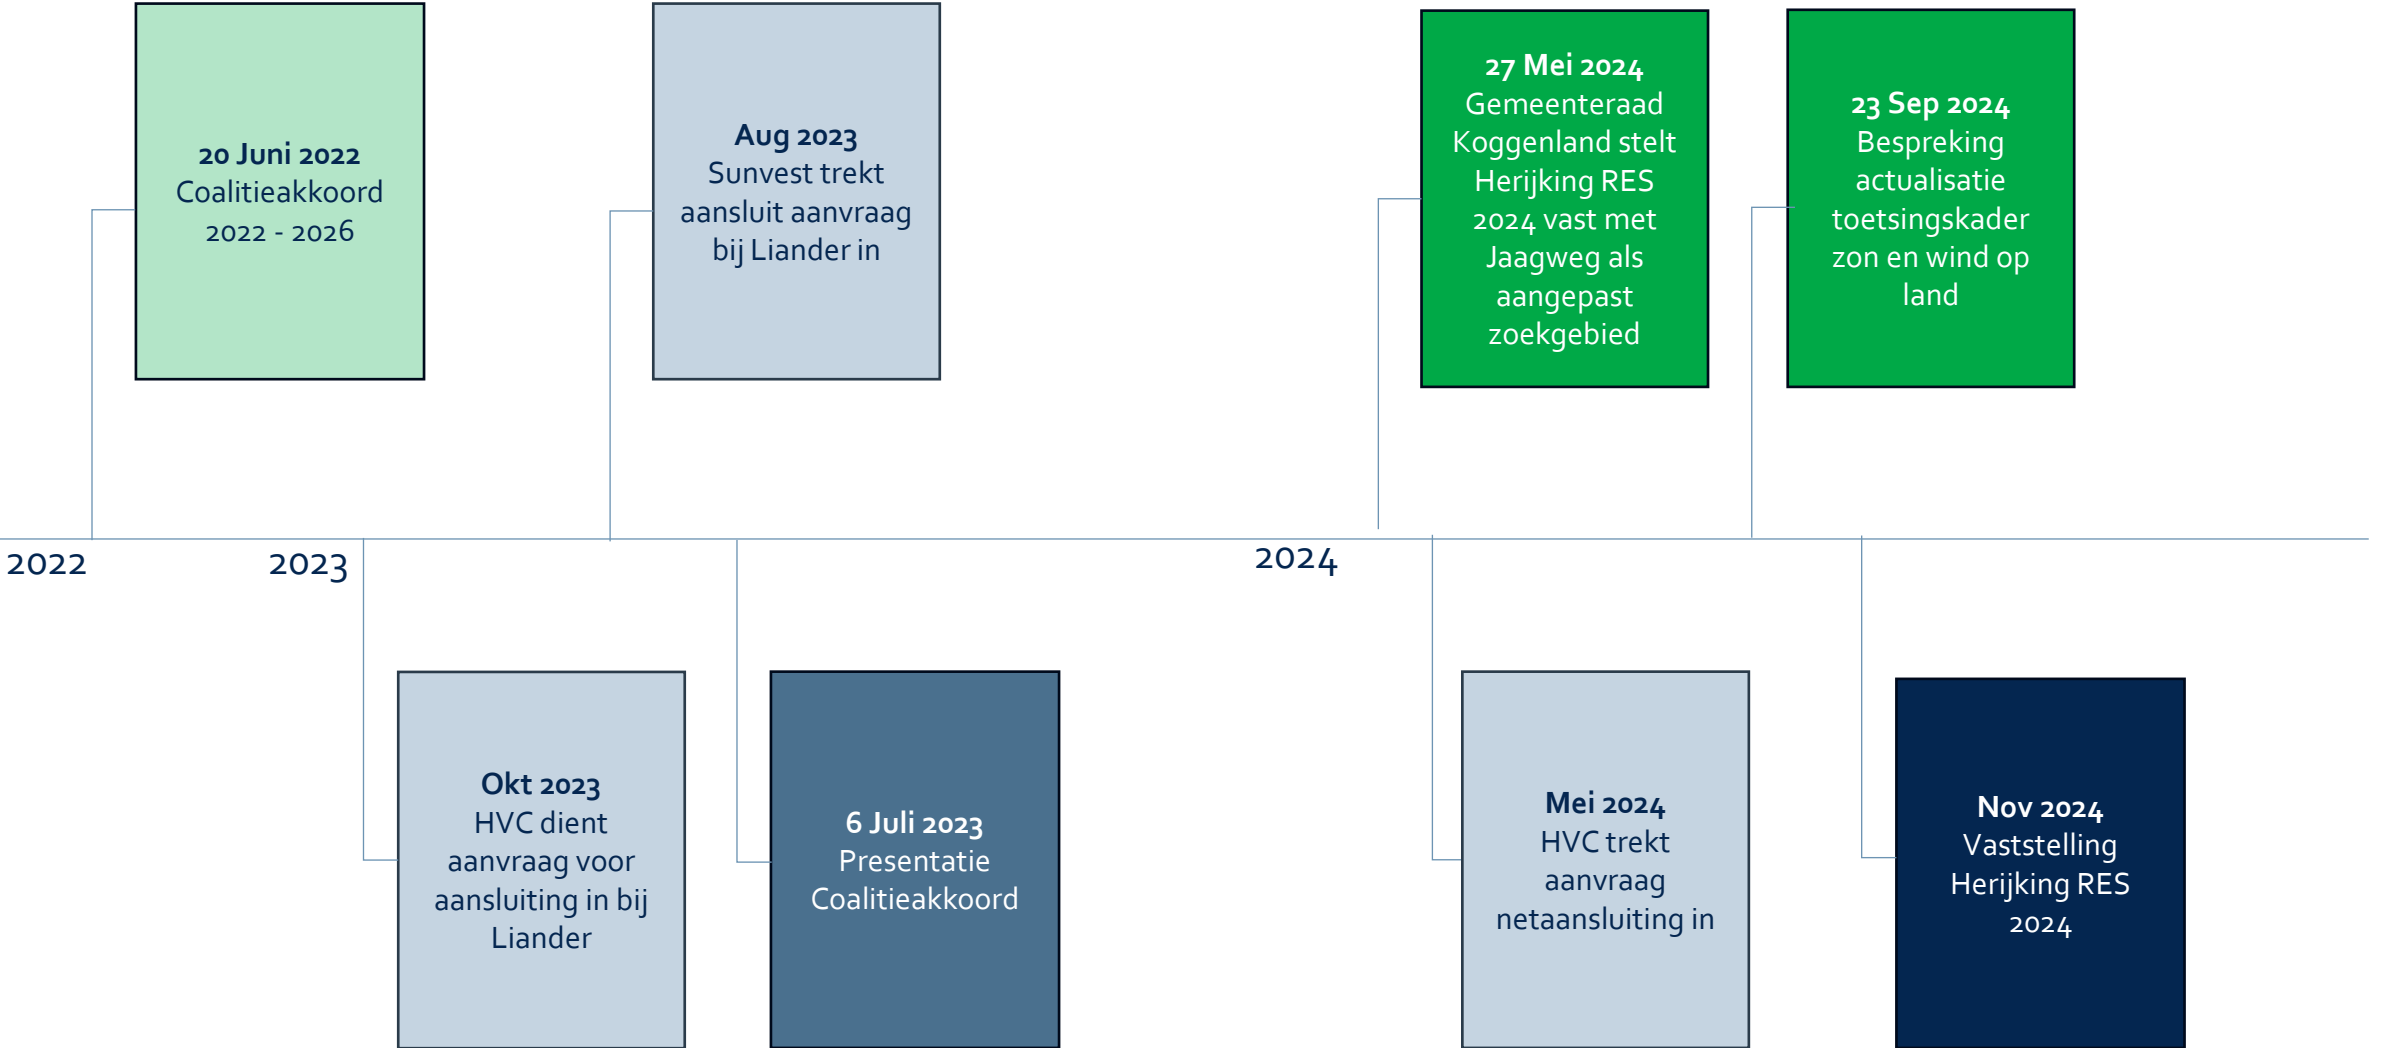 20 Juni 2022
Coalitieakkoord
2022 - 2026
Aug 2023
Sunvest trekt
aansluit aanvraag
bij Liander in
27 Mei 2024
Gemeenteraad
Koggenland stelt
Herijking RES
2024 vast met
Jaagweg als
aangepast
zoekgebied
23 Sep 2024
Bespreking
actualisatie
toetsingskader
zon en wind op
land
2022
2023
2024
Okt 2023
HVC dient
aanvraag voor
aansluiting in bij
Liander
6 Juli 2023
Presentatie
Coalitieakkoord
Mei 2024
HVC trekt
aanvraag
netaansluiting in
Nov 2024
Vaststelling
Herijking RES
2024